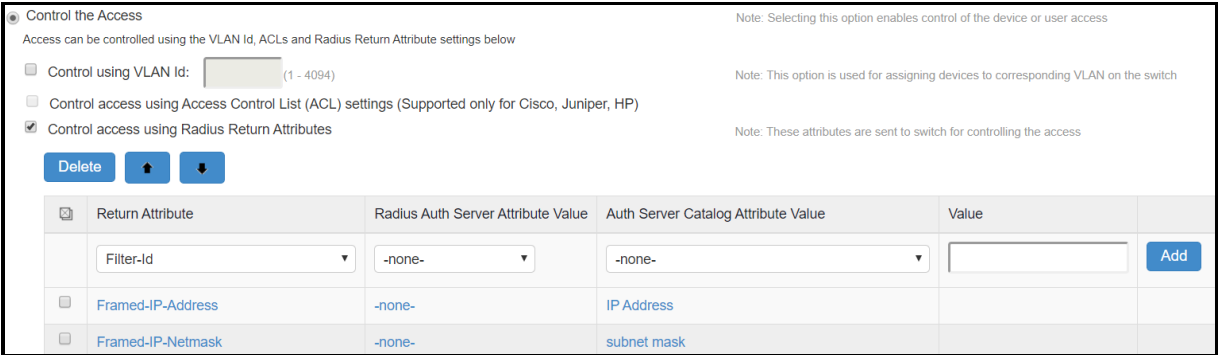 Control the Access Note: Selecting this option enables control of the device or user access
Access can be controlled using the VLAN Id, ACLs and Radius Return Attribute settings below
Control using VLAN Id: (1 - 4094) Note: This option is used for assigning devices to corresponding VLAN on the switch
Control access using Access Control List (ACL) settings (Supported only for Cisco, Juniper, HP)
Control access using Radius Return Attributes Note: These attributes are sent to switch for controlling the access
Delete
Return Attribute Radius Auth Server Attribute Value Auth Server Catalog Attribute Value Value
Filter-Id -none- -none- Add
Framed-IP-Address -none- IP Address
Framed-IP-Netmask -none- subnet mask